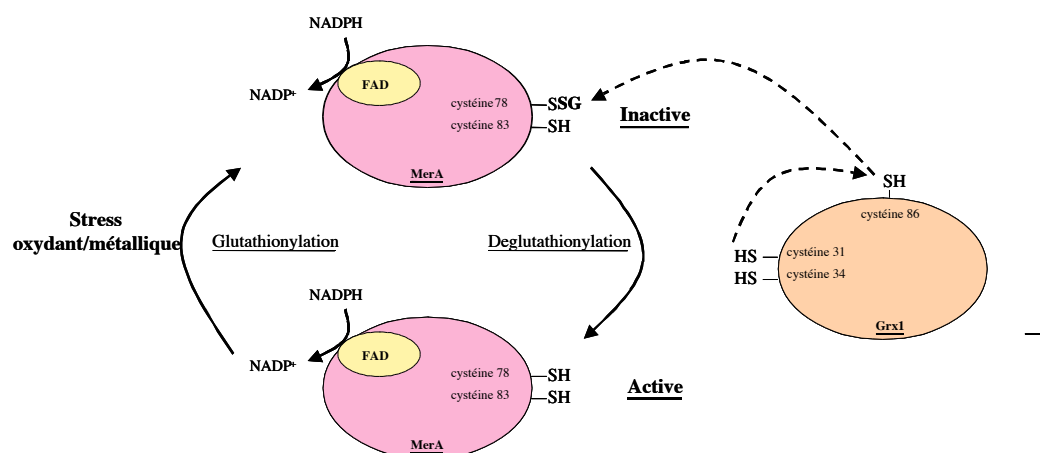 NADPH
NADP+
FAD
cystéine 78
SSG
cystéine 83
SH
MerA
Inactive
Stress
oxydant/métallique
Glutathionylation
Deglutathionylation
SH
cystéine 86
HS
cystéine 31
HS
cystéine 34
Grx1
NADPH
NADP+
FAD
cystéine 78
SH
cystéine 83
SH
MerA
Active